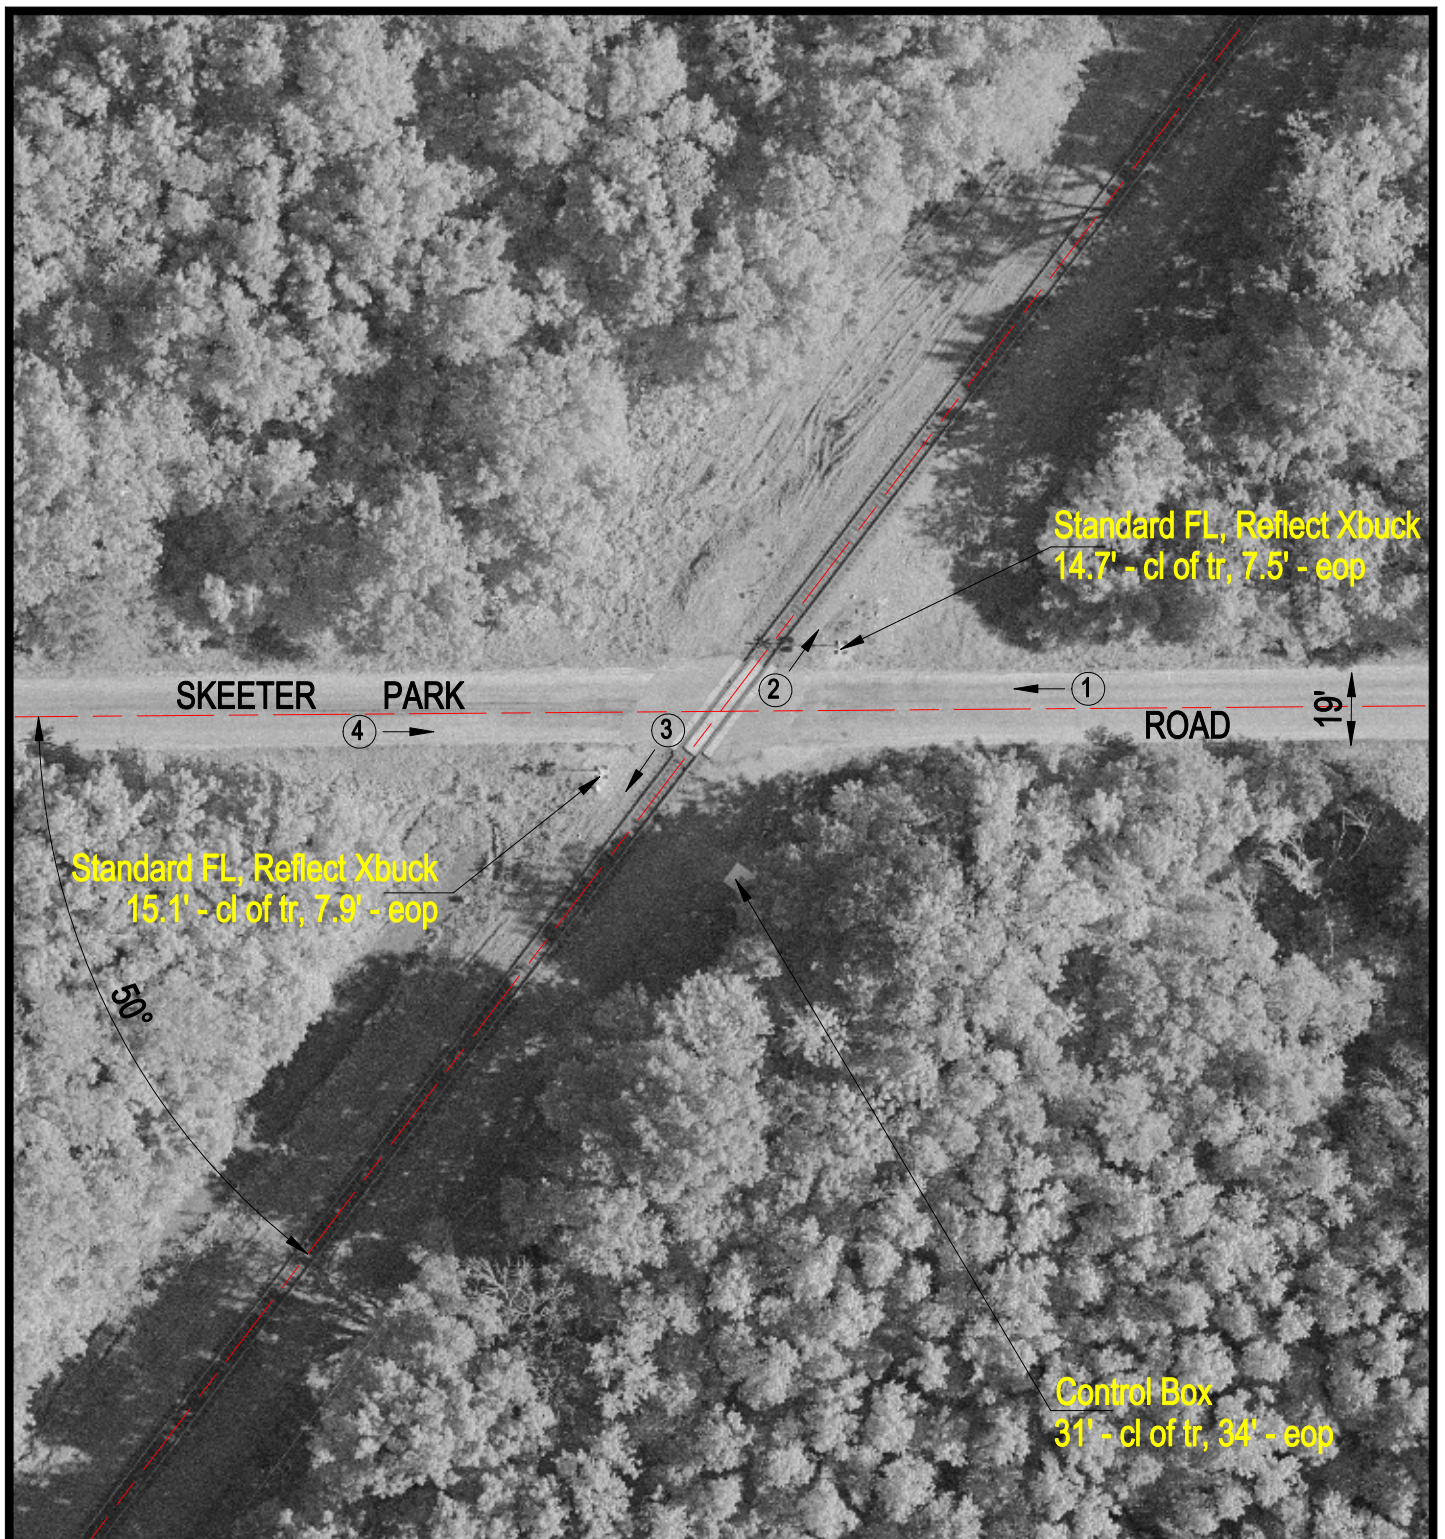 Standard FL, Reflect Xbuck
14.7' - cl of tr, 7.5' - eop
SKEETER PARK
2
1
19'
4
3
ROAD
Standard FL, Reflect Xbuck
15.1' - cl of tr, 7.9' - eop
50°
Control Box
31' - cl of tr, 34' - eop